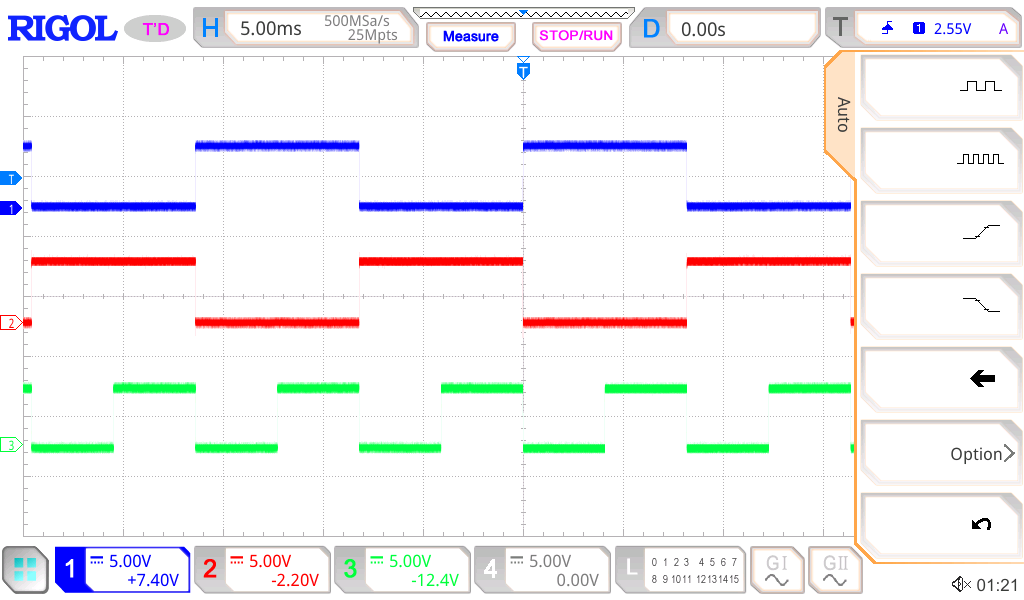 RIGOL T'D H 5.00ms 500MSa/s 25Mpts Measure STOP/RUN D 0.00s T 1 2.55V A
T
Auto
T
1
2
3
Option
1 5.00V +7.40V
2 5.00V -2.20V
3 5.00V -12.4V
4 5.00V 0.00V
L 0 1 2 3 4 5 6 7
8 9 10 11 12 13 14 15
GI
GII
01:21